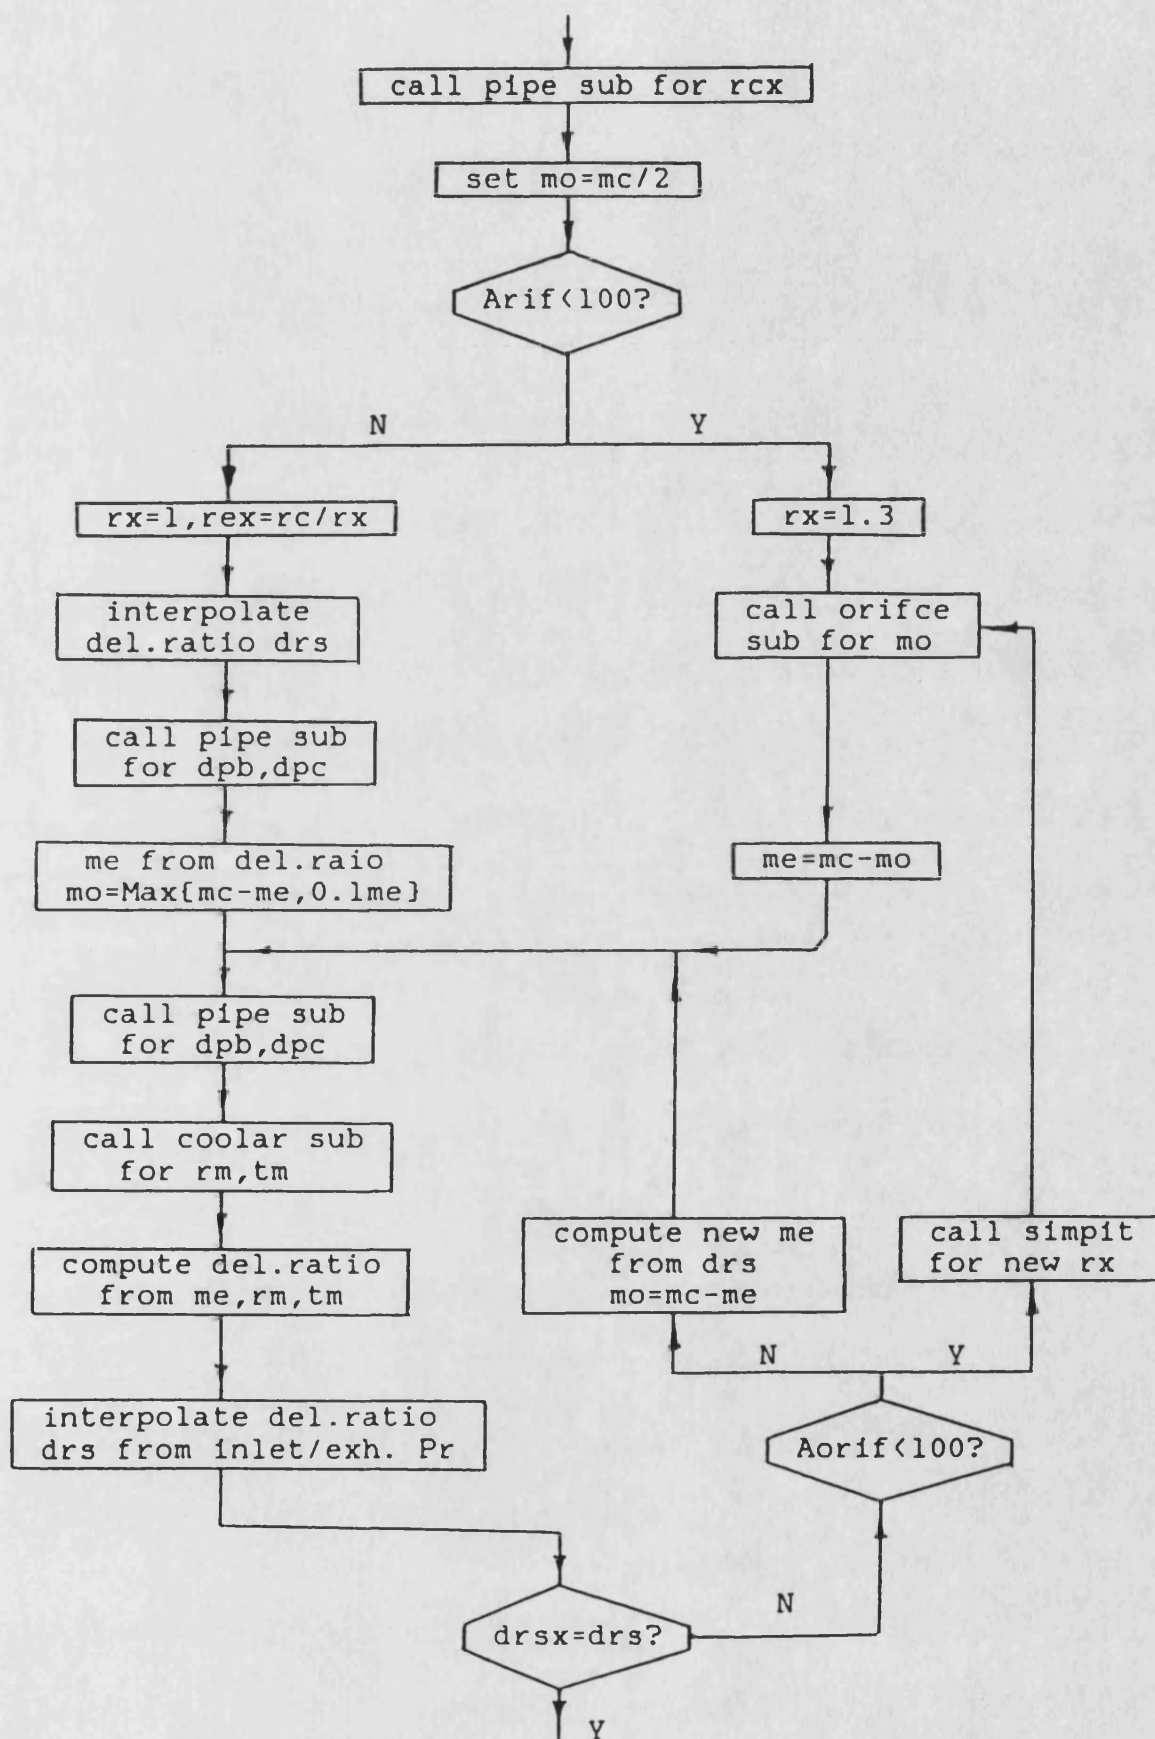 call pipe sub for rcx
set mo=mc/2
Arif<100?
N
Y
rx=1,rex=rc/rx
rx=1.3
interpolate
del.ratio drs
call orifce
sub for mo
call pipe sub
for dpb,dpc
me from del.raio
mo=Max{mc-me,0.1me}
me=mc-mo
call pipe sub
for dpb,dpc
call coolar sub
for rm,tm
compute del.ratio
from me,rm,tm
compute new me
from drs
mo=mc-me
call simpit
for new rx
N
Y
interpolate del.ratio
drs from inlet/exh. Pr
Aorif<100?
drsx=drs?
N
Y